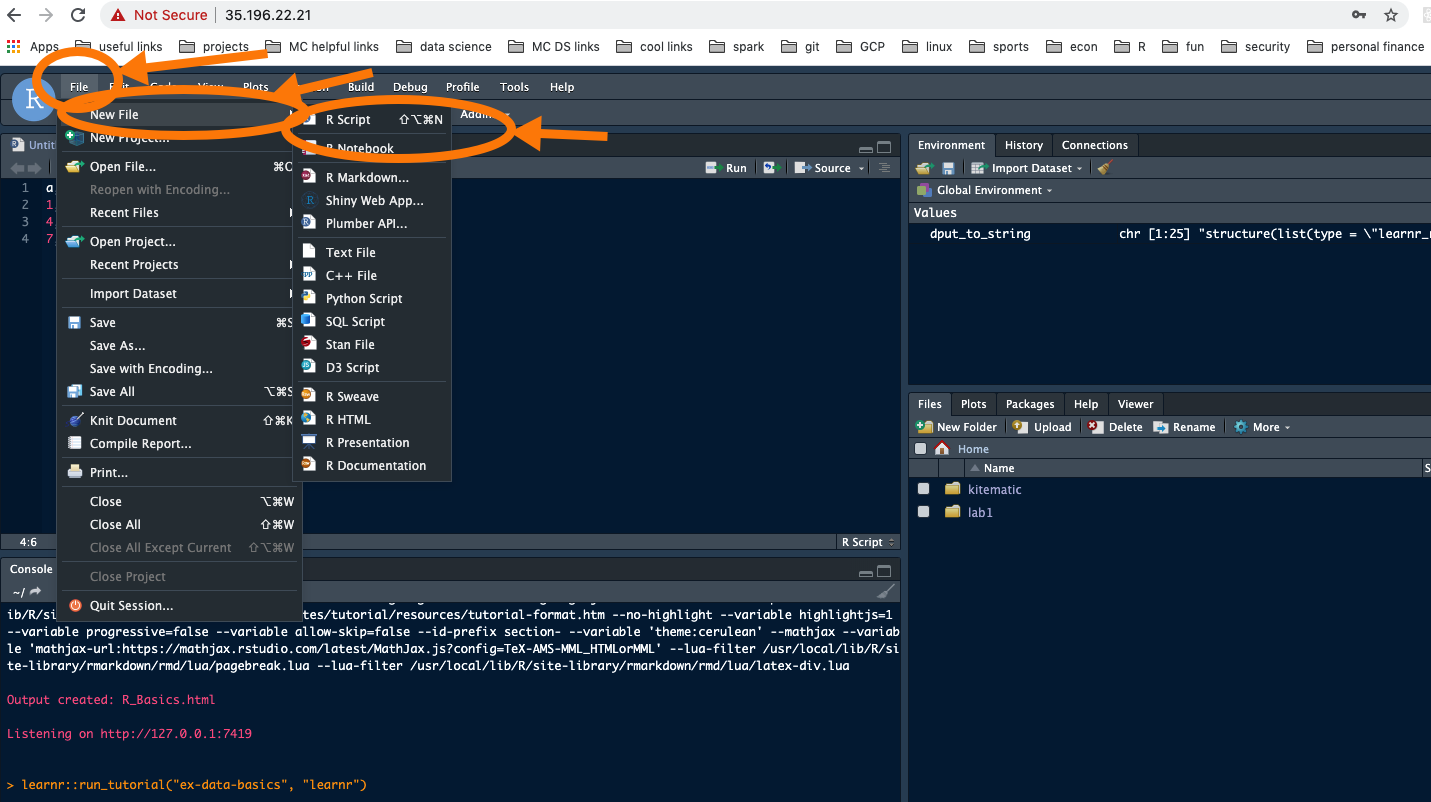 Not Secure | 35.196.22.21
Apps useful links projects MC helpful links data science MC DS links cool links spark git GCP linux sports econ R fun security personal finance
R File Plots Build Debug Profile Tools Help
New File
R Script ⇧⌥⌘N
New Project...
R Notebook
Open File...
R Markdown...
Reopen with Encoding...
Shiny Web App...
Recent Files
Plumber API...
Open Project...
Text File
Recent Projects
C++ File
Import Dataset
Python Script
Save
SQL Script
Save As...
Stan File
Save with Encoding...
D3 Script
Save All
R Sweave
Knit Document
R HTML
Compile Report...
R Presentation
Print...
R Documentation
Close ⌥⌘W
Close All ⇧⌘W
Close All Except Current ⇧⌥⌘W
Close Project
Quit Session...
Run Source
1 a
2 1
3 4
4 7
4:6 R Script
Environment History Connections
Import Dataset
Global Environment
Values
dput_to_string chr [1:25] "structure(list(type = \"learnr_
Files Plots Packages Help Viewer
New Folder Upload Delete Rename More
Home
Name
kitematic
lab1
Console
~/
ib/R/si tes/tutorial/resources/tutorial-format.htm --no-highlight --variable highlightjs=1
--variable progressive=false --variable allow-skip=false --id-prefix section- --variable 'theme:cerulean' --mathjax --variab
le 'mathjax-url:https://mathjax.rstudio.com/latest/MathJax.js?config=TeX-AMS-MML_HTMLorMML' --lua-filter /usr/local/lib/R/si
te-library/rmarkdown/rmd/lua/pagebreak.lua --lua-filter /usr/local/lib/R/site-library/rmarkdown/rmd/lua/latex-div.lua
Output created: R_Basics.html
Listening on http://127.0.0.1:7419
> learnr::run_tutorial("ex-data-basics", "learnr")